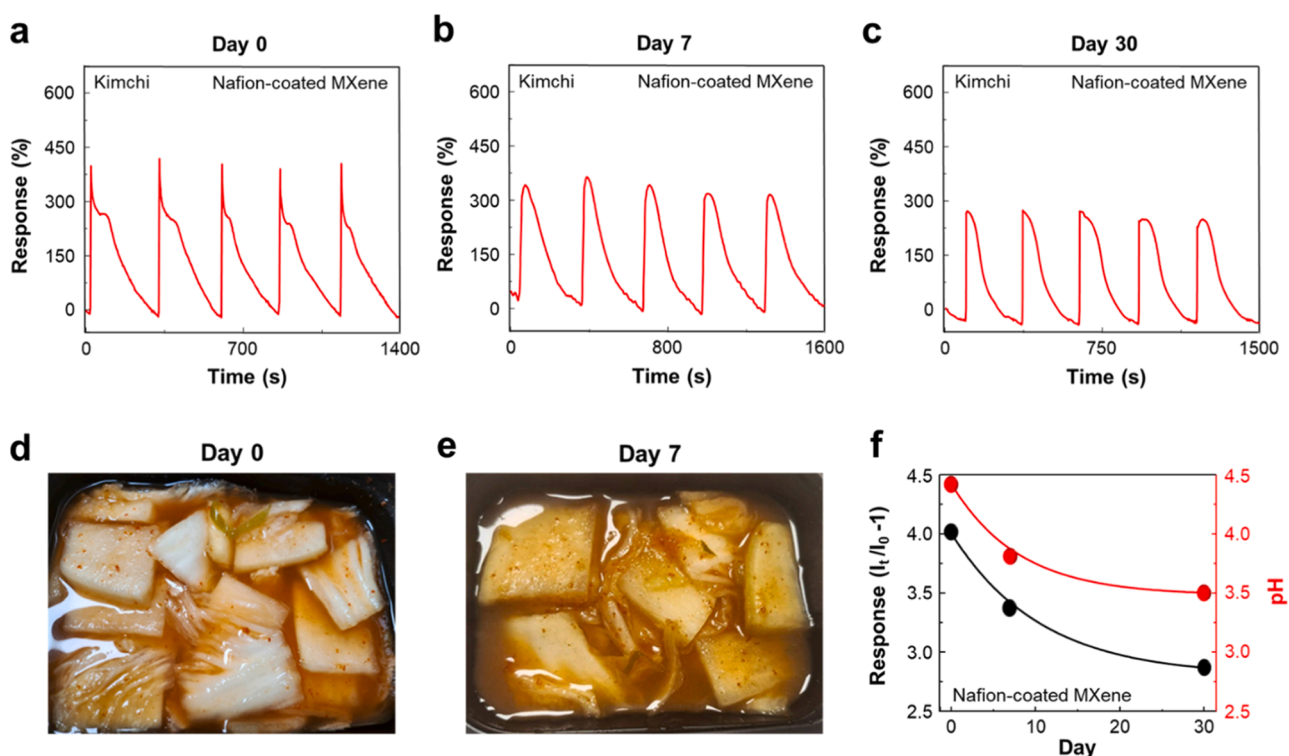 a
Day 0
Kimchi Nafion-coated MXene
600
450
300
150
0
Response (%)
0 700 1400
Time (s)
b
Day 7
Kimchi Nafion-coated MXene
600
450
300
150
0
Response (%)
0 800 1600
Time (s)
c
Day 30
Kimchi Nafion-coated MXene
600
450
300
150
0
Response (%)
0 750 1500
Time (s)
d
Day 0
e
Day 7
f
4.5
4.0
3.5
3.0
2.5
Response (It /I0 -1)
4.5
4.0
3.5
3.0
2.5
pH
Nafion-coated MXene
0 10 20 30
Day